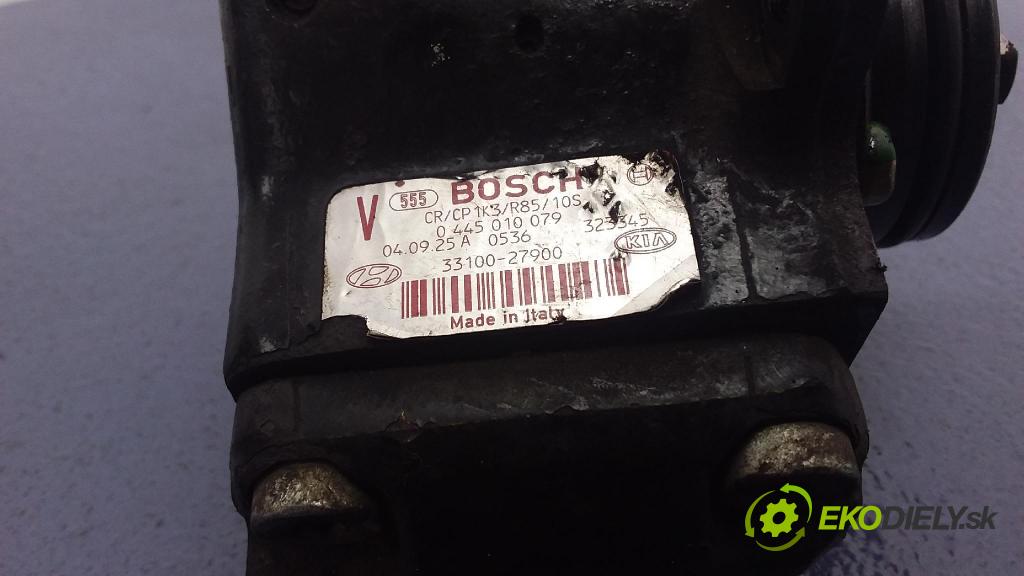 V 555 BOSCH
CR/CP1K3/R85/10S
0 445 010 079 323345
04.09.25 A 0536 KIA
33100-27900
Made in Italy
EKODIELY.sk